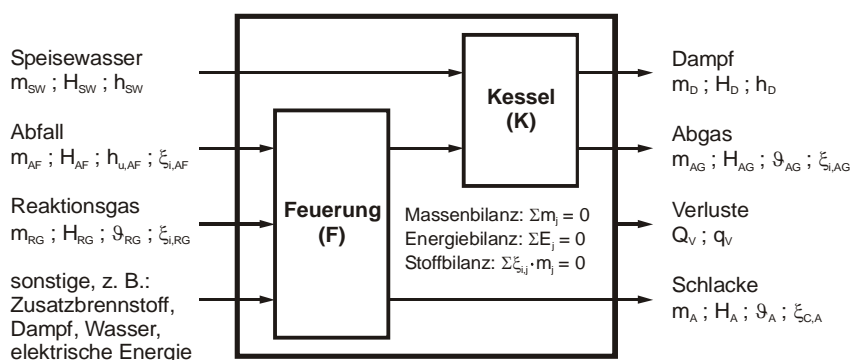 Speisewasser
m_SW ; H_SW ; h_SW
Abfall
m_AF ; H_AF ; h_u,AF ; ξ_i,AF
Reaktionsgas
m_RG ; H_RG ; ϑ_RG ; ξ_i,RG
sonstige, z. B.:
Zusatzbrennstoff,
Dampf, Wasser,
elektrische Energie
Feuerung
(F)
Kessel
(K)
Massenbilanz: Σm_j = 0
Energiebilanz: ΣE_j = 0
Stoffbilanz: Σξ_i,j·m_j = 0
Dampf
m_D ; H_D ; h_D
Abgas
m_AG ; H_AG ; ϑ_AG ; ξ_i,AG
Verluste
Q_V ; q_V
Schlacke
m_A ; H_A ; ϑ_A ; ξ_C,A